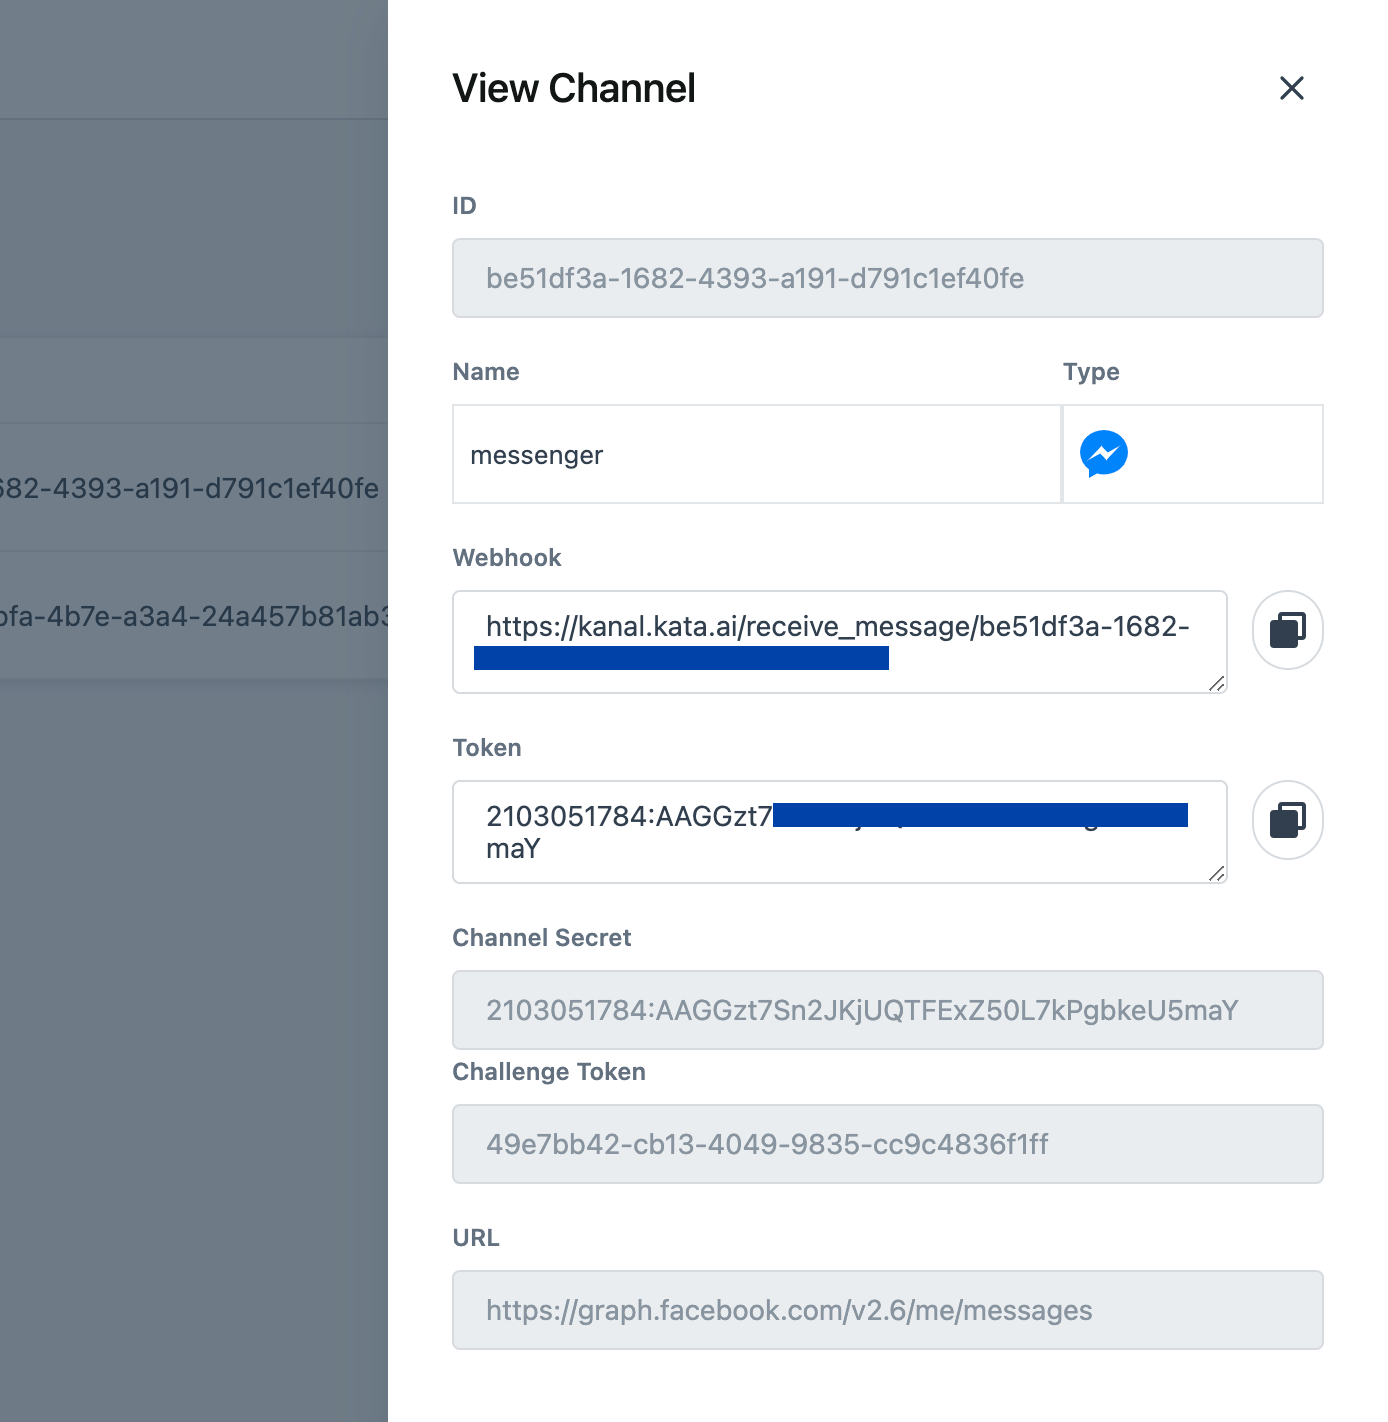 View Channel
ID
be51df3a-1682-4393-a191-d791c1ef40fe
Name Type
messenger
682-4393-a191-d791c1ef40fe
Webhook
https://kanal.kata.ai/receive_message/be51df3a-1682-
bfa-4b7e-a3a4-24a457b81ab3
Token
2103051784:AAGGzt7
maY
Channel Secret
2103051784:AAGGzt7Sn2JKjUQTFExZ50L7kPgbkeU5maY
Challenge Token
49e7bb42-cb13-4049-9835-cc9c4836f1ff
URL
https://graph.facebook.com/v2.6/me/messages